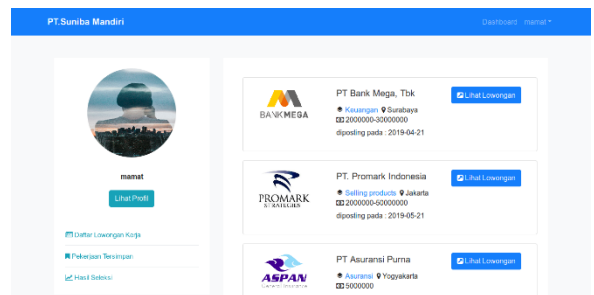 PT.Suniba Mandiri
Dashboard mamat
mamat
Lihat Profil
Daftar Lowongan Kerja
Pekerjaan Tersimpan
Hasil Seleksi
BANKMEGA
PT Bank Mega, Tbk
Keuangan Surabaya
2000000-30000000
diposting pada : 2019-04-21
Lihat Lowongan
PROMARK
STRATEGIES
PT. Promark Indonesia
Selling products Jakarta
2000000-60000000
diposting pada : 2019-05-21
Lihat Lowongan
ASPAN
General Insurance
PT Asuransi Purna
Asuransi Yogyakarta
5000000
Lihat Lowongan